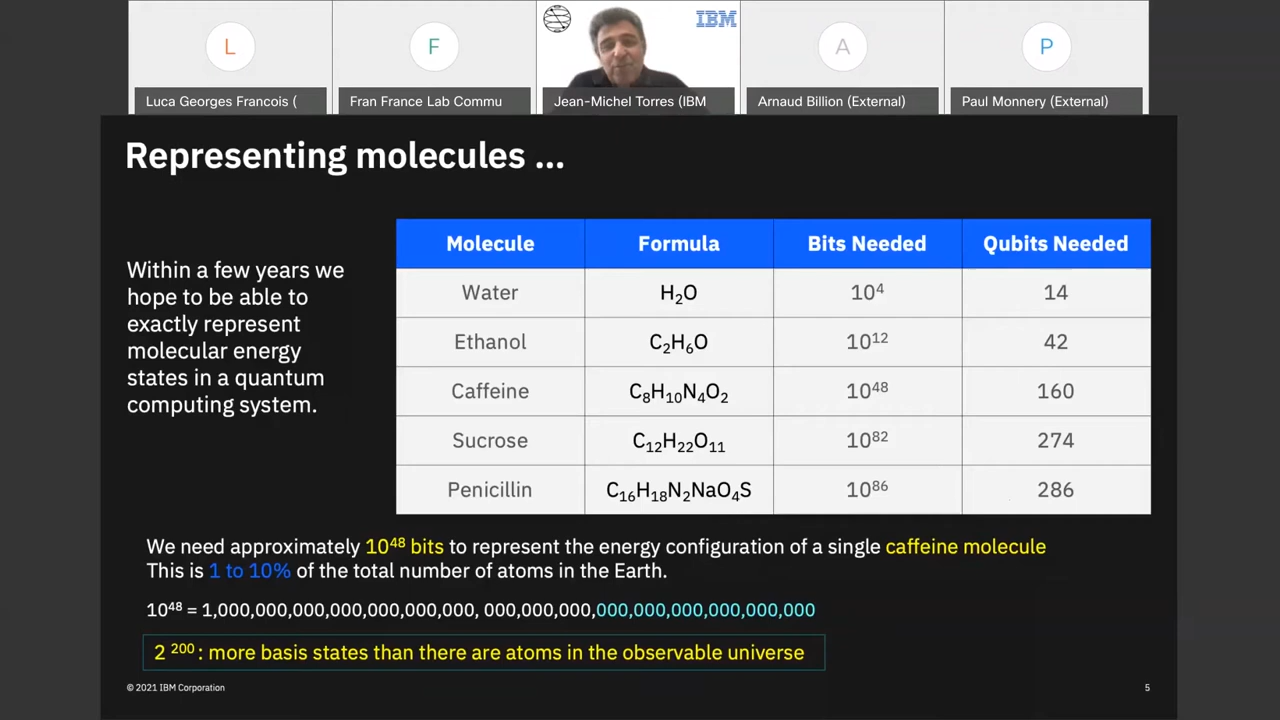 L
F
IBM
A
P
Luca Georges Francois (
Fran France Lab Commu
Jean-Michel Torres (IBM
Arnaud Billion (External)
Paul Monnery (External)
Representing molecules ...
Within a few years we
hope to be able to
exactly represent
molecular energy
states in a quantum
computing system.
Molecule Formula Bits Needed Qubits Needed
Water H₂O 10⁴ 14
Ethanol C₂H₆O 10¹² 42
Caffeine C₈H₁₀N₄O₂ 10⁴⁸ 160
Sucrose C₁₂H₂₂O₁₁ 10⁸² 274
Penicillin C₁₆H₁₈N₂NaO₄S 10⁸⁶ 286
We need approximately 10⁴⁸ bits to represent the energy configuration of a single caffeine molecule
This is 1 to 10% of the total number of atoms in the Earth.
10⁴⁸ = 1,000,000,000,000,000,000,000, 000,000,000,000,000,000,000,000,000
2 ²⁰⁰ : more basis states than there are atoms in the observable universe
© 2021 IBM Corporation
5